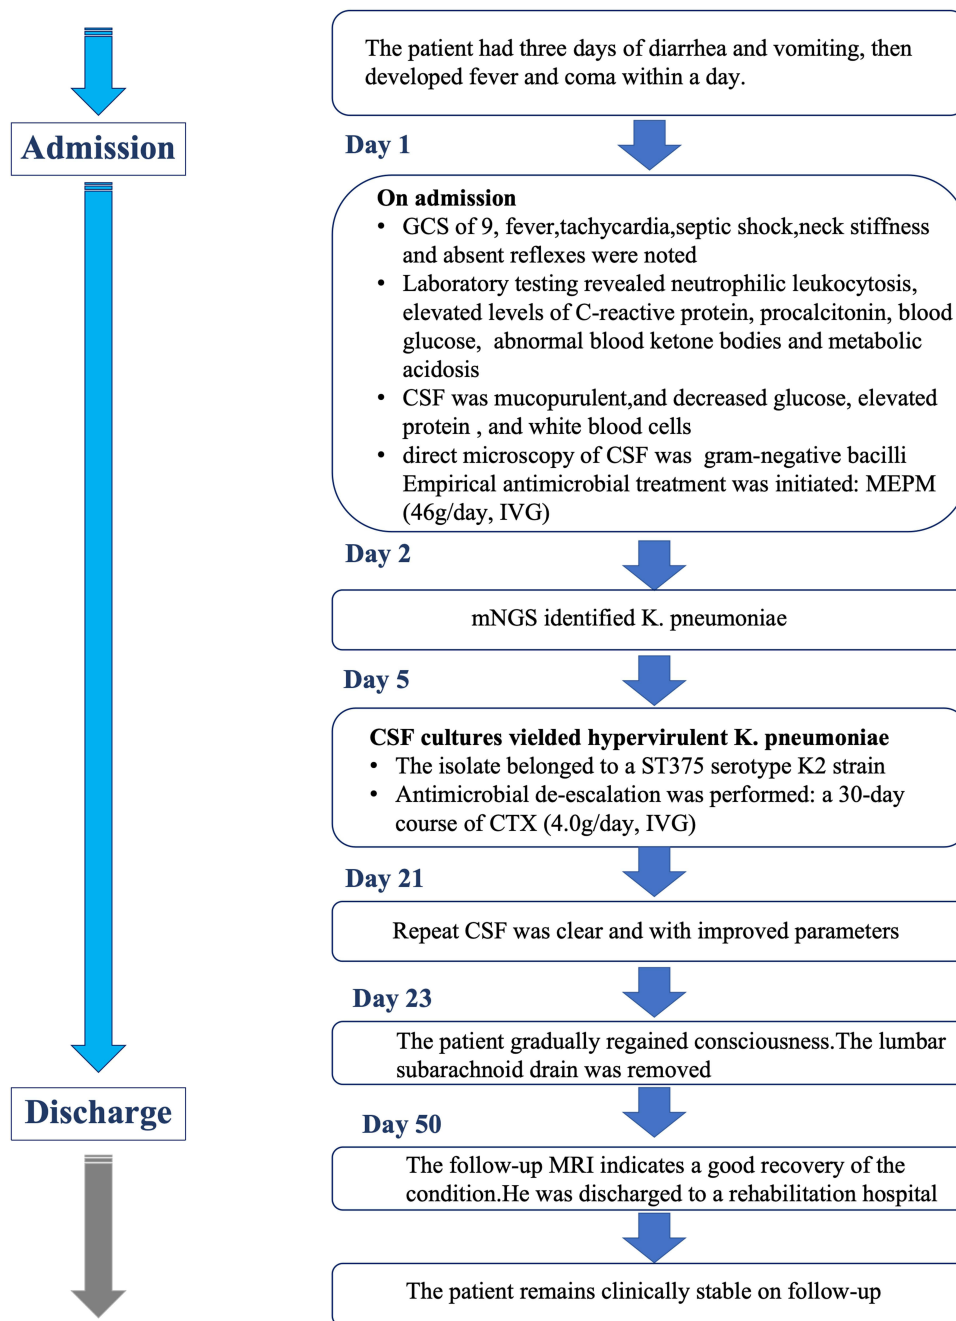 The patient had three days of diarrhea and vomiting, then
developed fever and coma within a day.
Admission
Day 1
On admission
• GCS of 9, fever,tachycardia,septic shock,neck stiffness
and absent reflexes were noted
• Laboratory testing revealed neutrophilic leukocytosis,
elevated levels of C-reactive protein, procalcitonin, blood
glucose, abnormal blood ketone bodies and metabolic
acidosis
• CSF was mucopurulent,and decreased glucose, elevated
protein , and white blood cells
• direct microscopy of CSF was gram-negative bacilli
Empirical antimicrobial treatment was initiated: MEPM
(46g/day, IVG)
Day 2
mNGS identified K. pneumoniae
Day 5
CSF cultures yielded hypervirulent K. pneumoniae
• The isolate belonged to a ST375 serotype K2 strain
• Antimicrobial de-escalation was performed: a 30-day
course of CTX (4.0g/day, IVG)
Day 21
Repeat CSF was clear and with improved parameters
Day 23
The patient gradually regained consciousness.The lumbar
subarachnoid drain was removed
Discharge
Day 50
The follow-up MRI indicates a good recovery of the
condition.He was discharged to a rehabilitation hospital
The patient remains clinically stable on follow-up